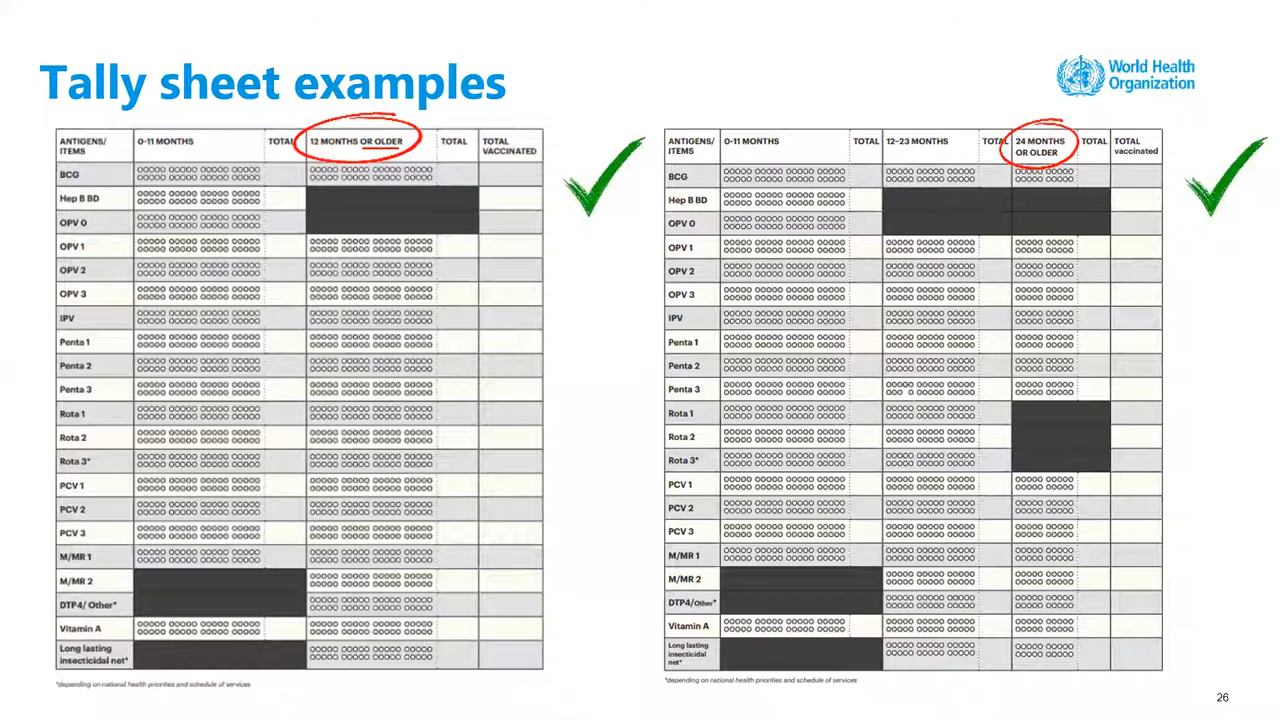 Tally sheet examples
World Health
Organization
ANTIGENS/
ITEMS
0-11 MONTHS
TOTAL
12 MONTHS OR OLDER
TOTAL
TOTAL
VACCINATED
BCG
Hep B BD
OPV 0
OPV 1
OPV 2
OPV 3
IPV
Penta 1
Penta 2
Penta 3
Rota 1
Rota 2
Rota 3*
PCV 1
PCV 2
PCV 3
M/MR 1
M/MR 2
DTP4/ Other*
Vitamin A
Long lasting
insecticidal net*
*depending on national health priorities and schedule of services
ANTIGENS/
ITEMS
0-11 MONTHS
TOTAL
12–23 MONTHS
TOTAL
24 MONTHS
OR OLDER
TOTAL
TOTAL
vaccinated
BCG
Hep B BD
OPV 0
OPV 1
OPV 2
OPV 3
IPV
Penta 1
Penta 2
Penta 3
Rota 1
Rota 2
Rota 3*
PCV 1
PCV 2
PCV 3
M/MR 1
M/MR 2
DTP4/Other*
Vitamin A
Long lasting
insecticidal
net*
*depending on national health priorities and schedule of services
26